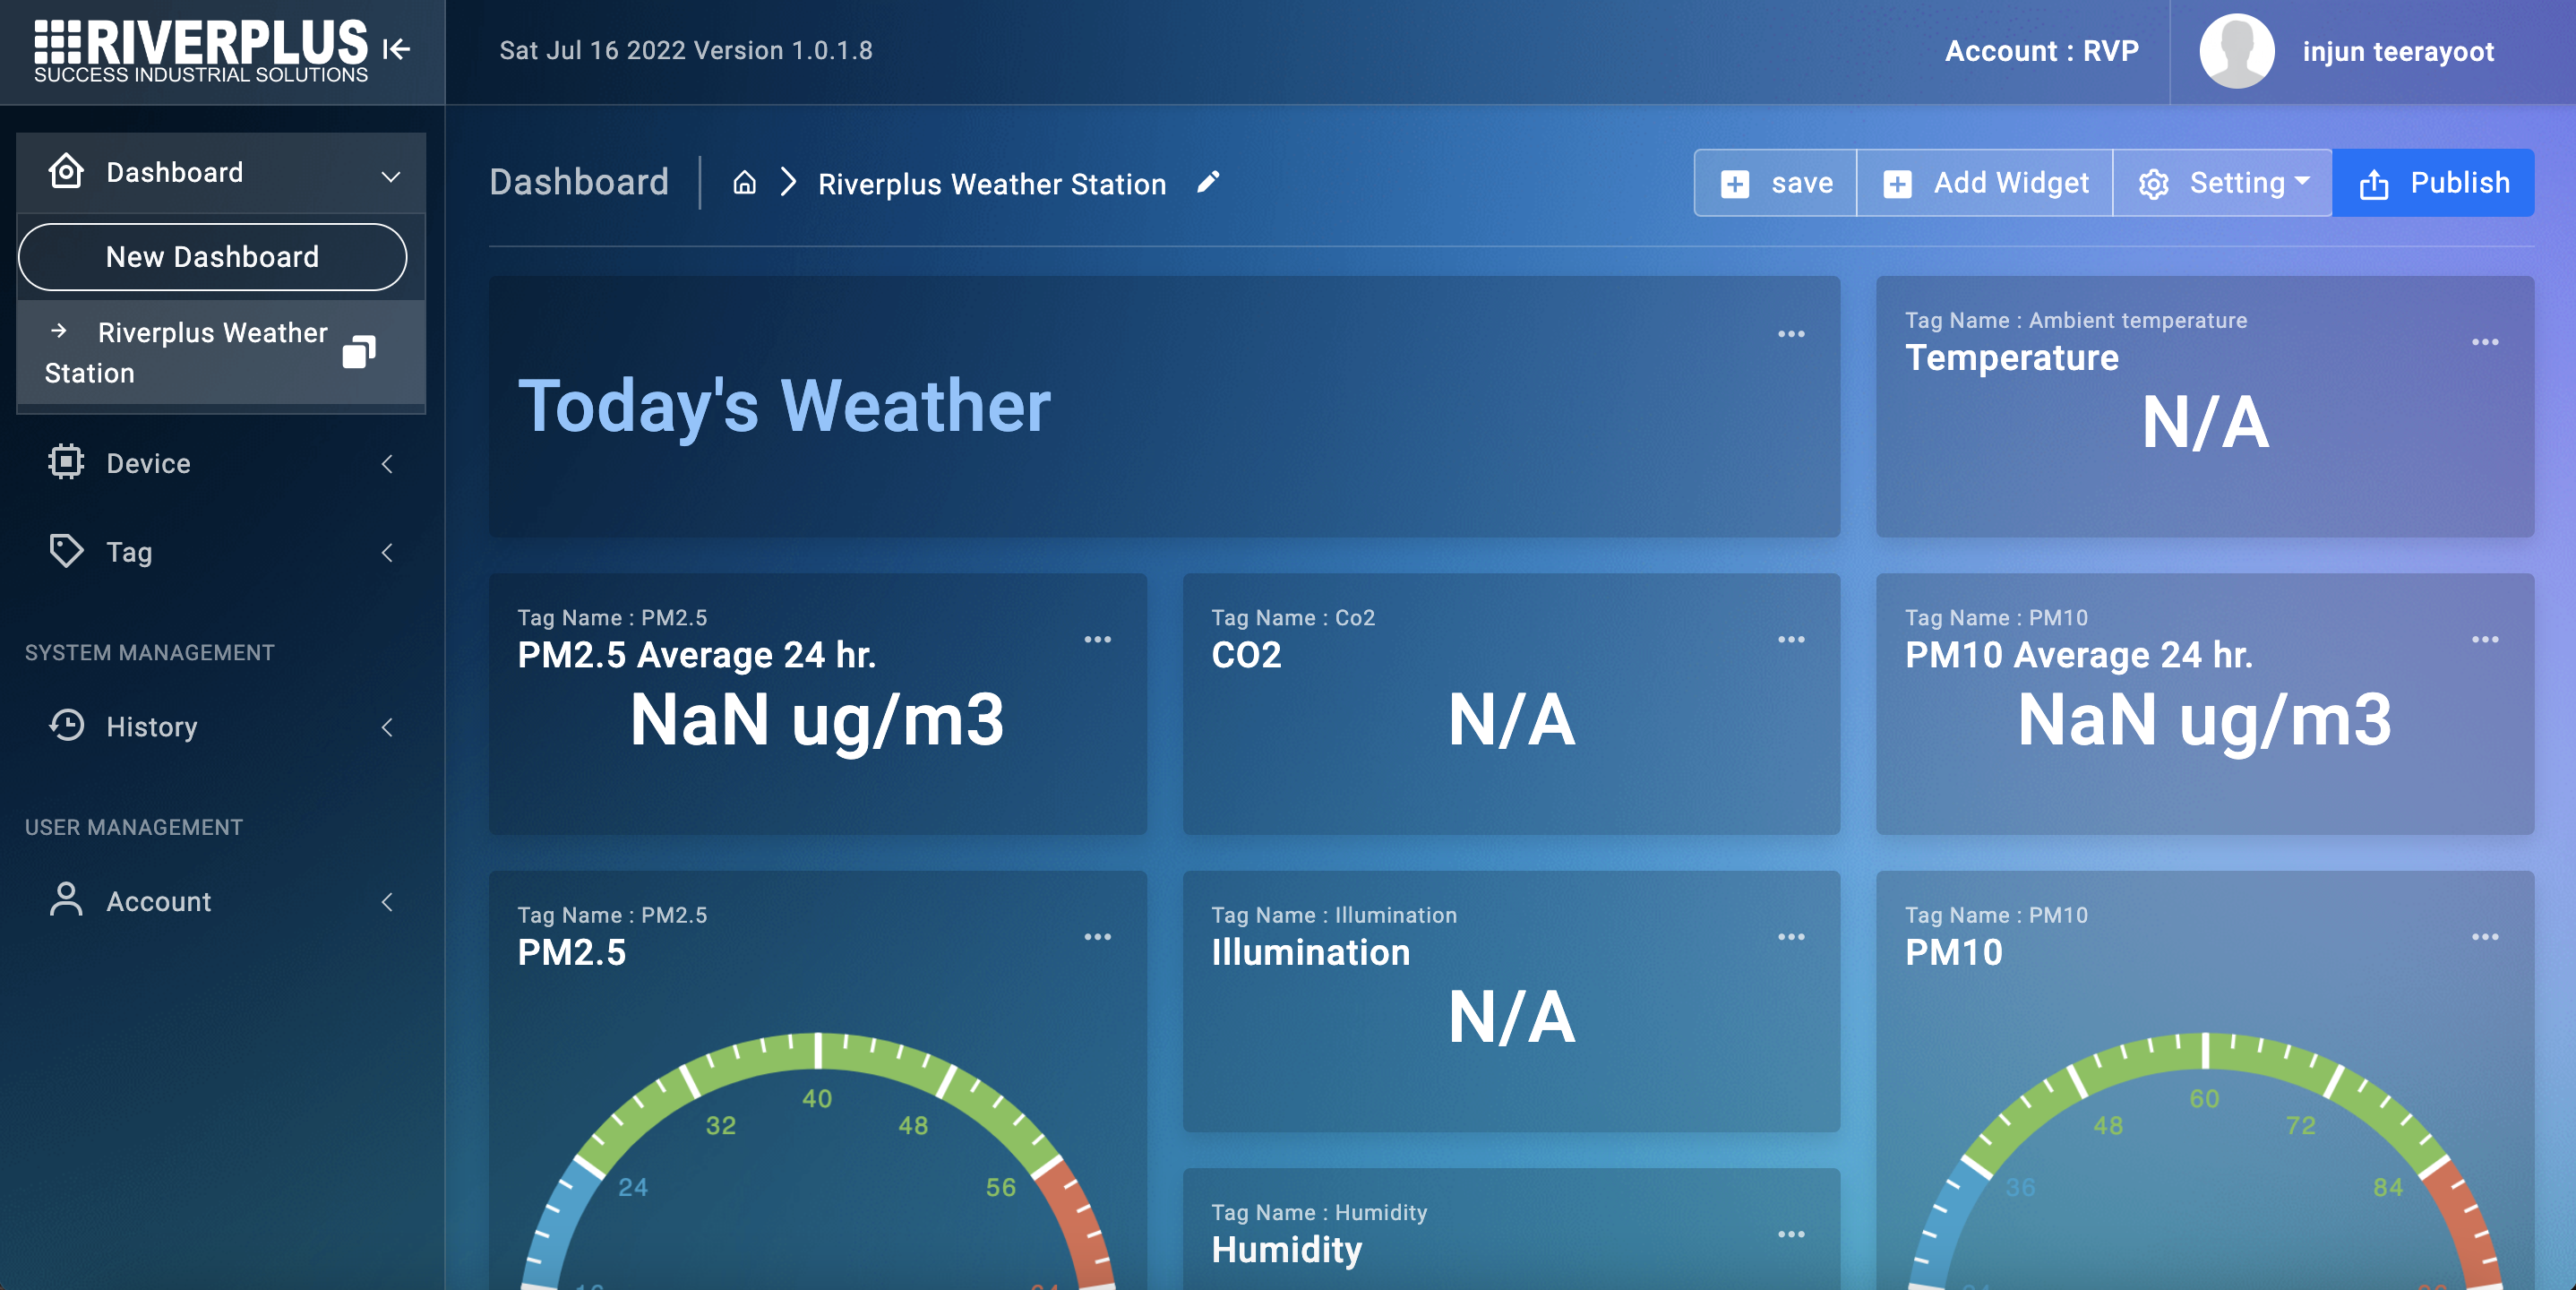 RIVERPLUS
SUCCESS INDUSTRIAL SOLUTIONS
Sat Jul 16 2022 Version 1.0.1.8
Account : RVP
injun teerayoot
Dashboard
New Dashboard
Riverplus Weather
Station
Device
Tag
SYSTEM MANAGEMENT
History
USER MANAGEMENT
Account
Dashboard
Riverplus Weather Station
save
Add Widget
Setting
Publish
Today's Weather
Tag Name : Ambient temperature
Temperature
N/A
Tag Name : PM2.5
PM2.5 Average 24 hr.
NaN ug/m3
Tag Name : Co2
CO2
N/A
Tag Name : PM10
PM10 Average 24 hr.
NaN ug/m3
Tag Name : PM2.5
PM2.5
24
32
40
48
56
Tag Name : Illumination
Illumination
N/A
Tag Name : Humidity
Humidity
Tag Name : PM10
PM10
36
48
60
72
84